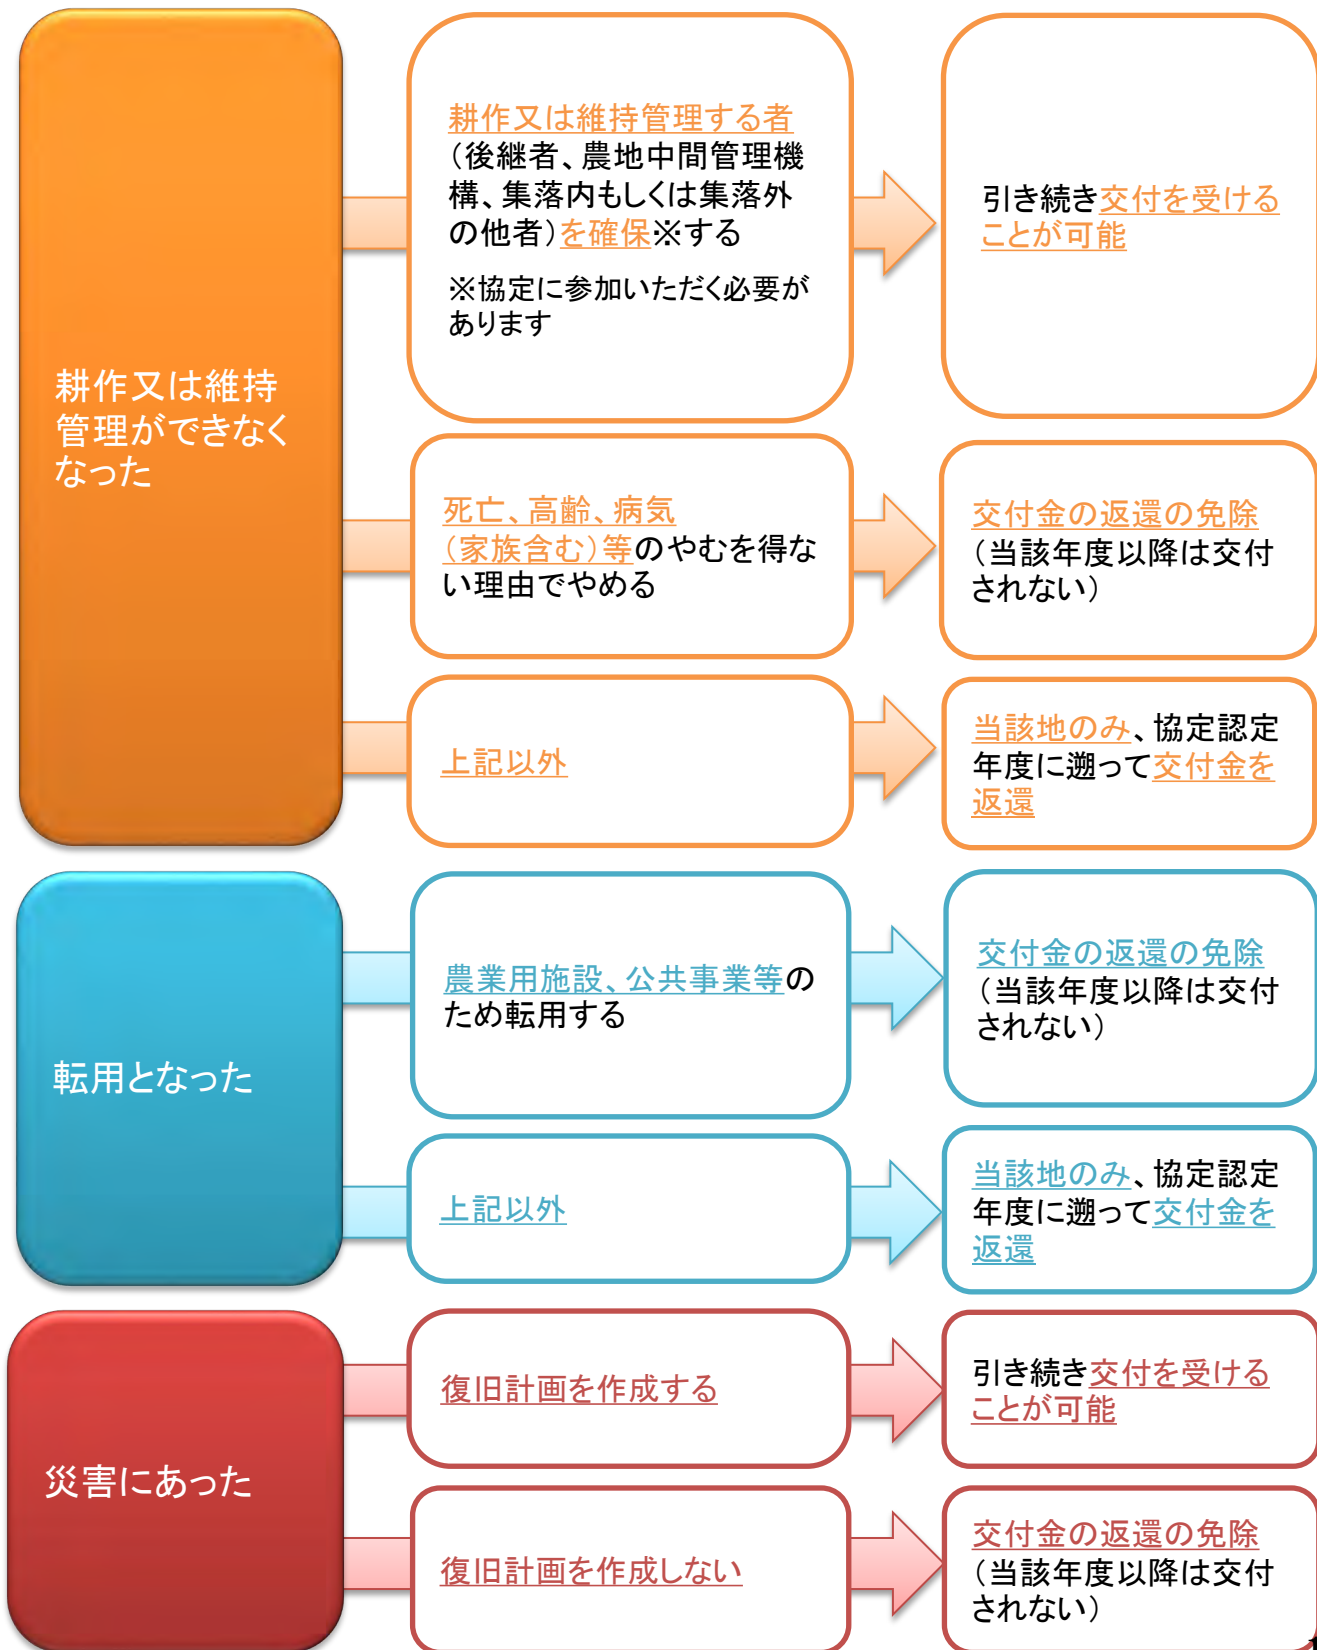 耕作又は維持
管理ができなく
なった
耕作又は維持管理する者
（後継者、農地中間管理機
構、集落内もしくは集落外
の他者）を確保※する
※協定に参加いただく必要が
あります
引き続き交付を受ける
ことが可能
死亡、高齢、病気
（家族含む）等のやむを得な
い理由でやめる
交付金の返還の免除
（当該年度以降は交付
されない）
上記以外
当該地のみ、協定認定
年度に遡って交付金を
返還
転用となった
農業用施設、公共事業等の
ため転用する
交付金の返還の免除
（当該年度以降は交付
されない）
上記以外
当該地のみ、協定認定
年度に遡って交付金を
返還
災害にあった
復旧計画を作成する
引き続き交付を受ける
ことが可能
復旧計画を作成しない
交付金の返還の免除
（当該年度以降は交付
されない）